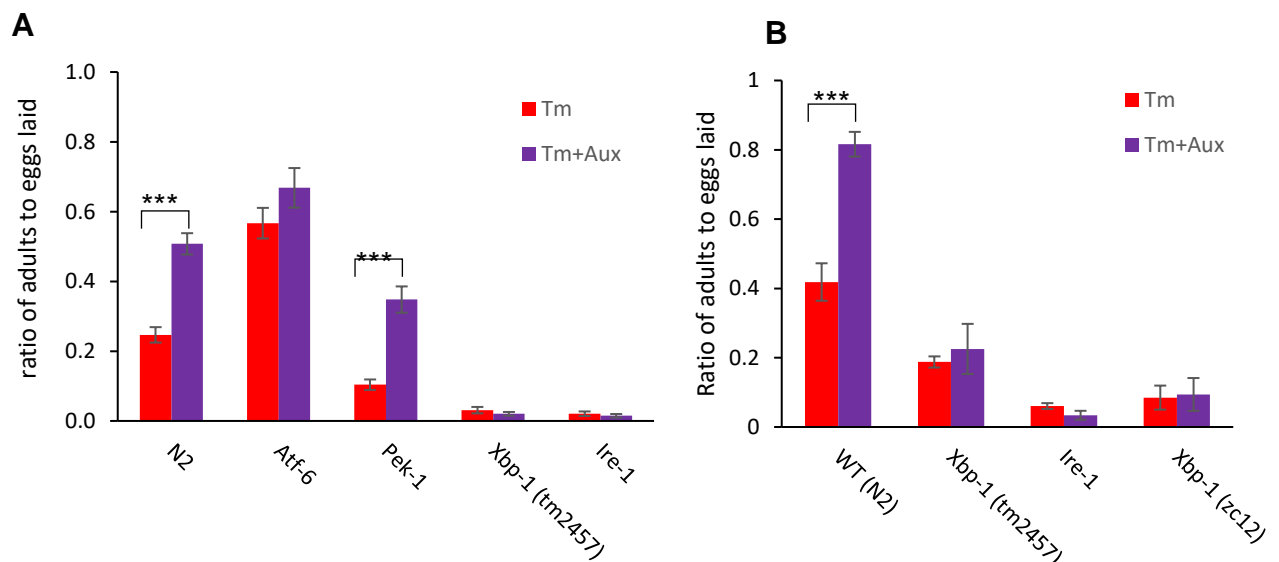 A
ratio of adults to eggs laid
1.0
0.8
0.6
0.4
0.2
0.0
Tm
Tm+Aux
***
***
N2
Atf-6
Pek-1
Xbp-1 (tm2457)
Ire-1
B
Ratio of adults to eggs laid
1
0.8
0.6
0.4
0.2
0
Tm
Tm+Aux
***
WT (N2)
Xbp-1 (tm2457)
Ire-1
Xbp-1 (zc12)